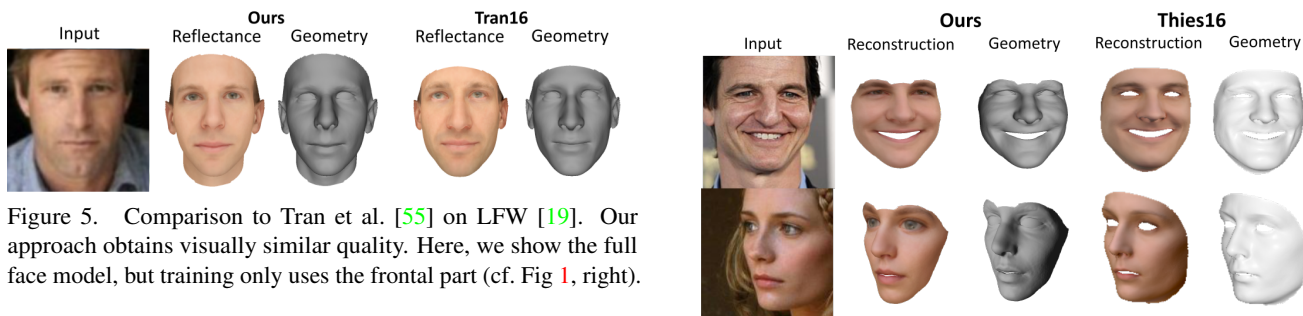 Ours Tran16
Input Reflectance Geometry Reflectance Geometry
Figure 5. Comparison to Tran et al. [55] on LFW [19]. Our
approach obtains visually similar quality. Here, we show the full
face model, but training only uses the frontal part (cf. Fig 1, right).
Ours Thies16
Input Reconstruction Geometry Reconstruction Geometry